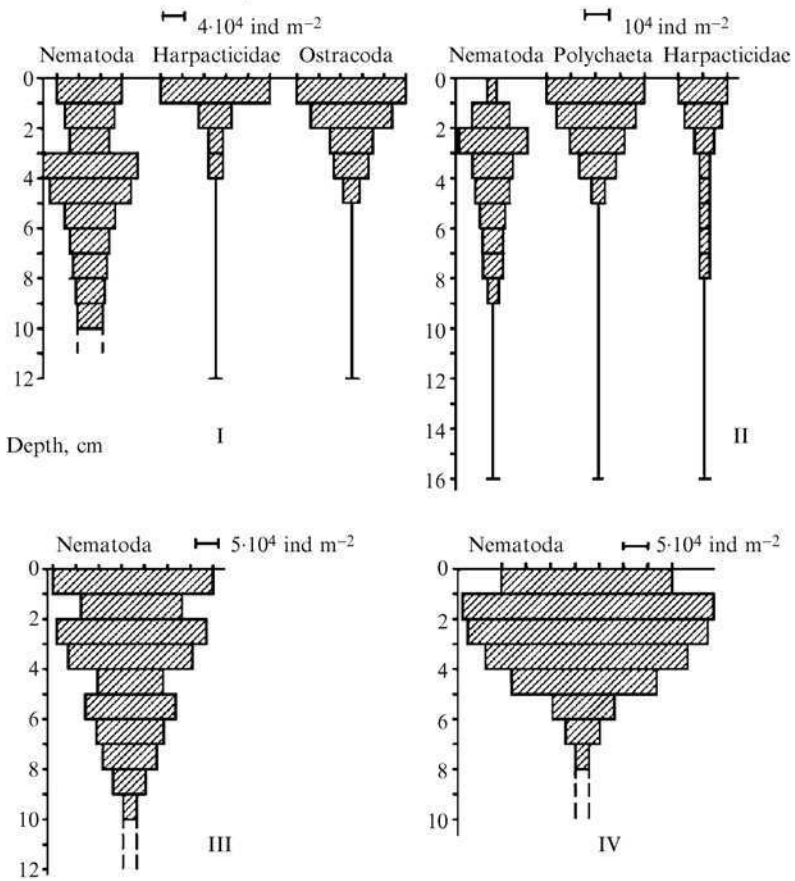 4·10⁴ ind m⁻²
10⁴ ind m⁻²
Nematoda Harpacticidae Ostracoda
Nematoda Polychaeta Harpacticidae
0
2
4
6
8
10
12
0
2
4
6
8
10
12
14
16
I
II
Depth, cm
Nematoda 5·10⁴ ind m⁻²
Nematoda 5·10⁴ ind m⁻²
0
2
4
6
8
10
12
0
2
4
6
8
10
III
IV